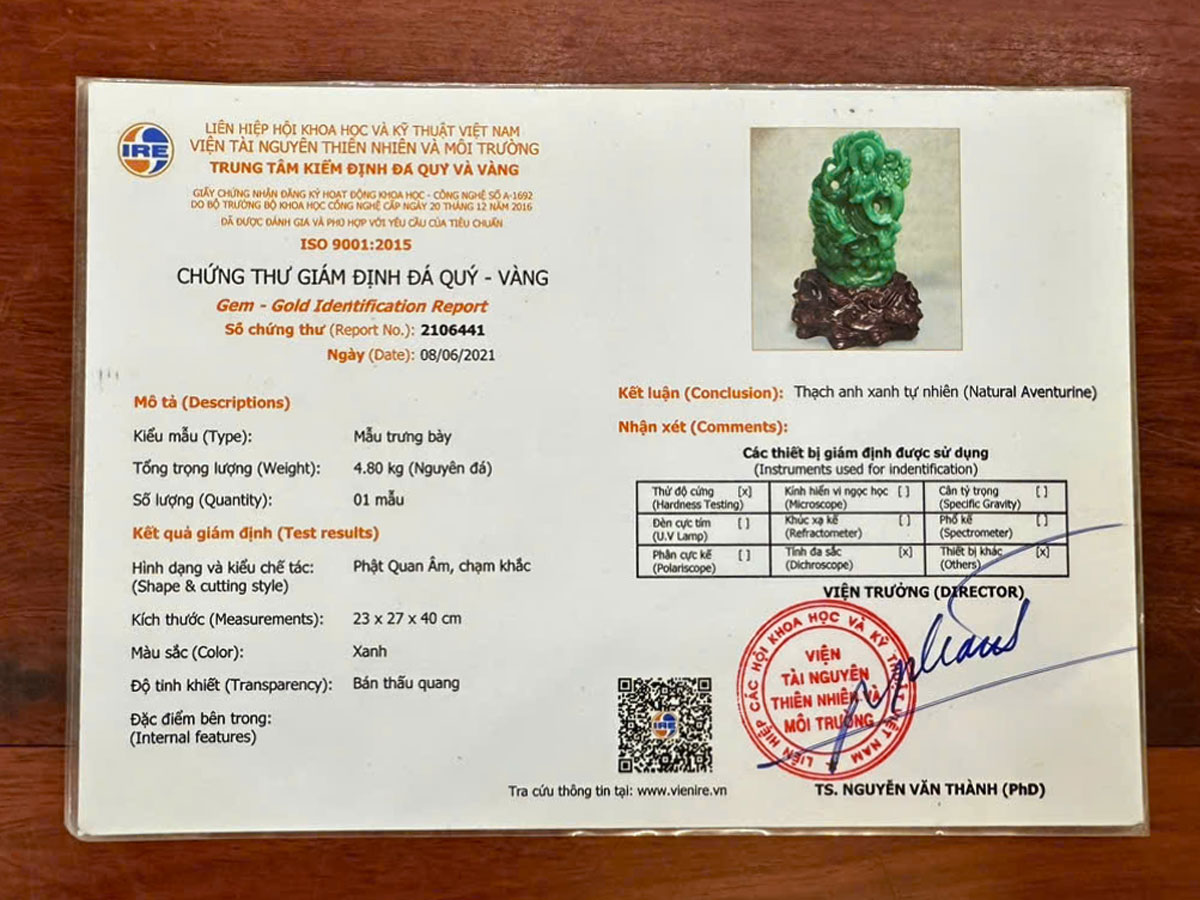 IRE
LIÊN HIỆP HỘI KHOA HỌC VÀ KỸ THUẬT VIỆT NAM
VIỆN TÀI NGUYÊN THIÊN NHIÊN VÀ MÔI TRƯỜNG
TRUNG TÂM KIỂM ĐỊNH ĐÁ QUÝ VÀ VÀNG
GIẤY CHỨNG NHẬN ĐĂNG KÝ HOẠT ĐỘNG KHOA HỌC - CÔNG NGHỆ SỐ A-1692
DO BỘ TRƯỞNG BỘ KHOA HỌC CÔNG NGHỆ CẤP NGÀY 20 THÁNG 12 NĂM 2016
ĐÃ ĐƯỢC ĐÁNH GIA VÀ PHÙ HỢP VỚI YÊU CẦU CỦA TIÊU CHUẨN
ISO 9001:2015
CHỨNG THƯ GIÁM ĐỊNH ĐÁ QUÝ - VÀNG
Gem - Gold Identification Report
Số chứng thư (Report No.): 2106441
Ngày (Date): 08/06/2021
Mô tả (Descriptions)
Kiểu mẫu (Type): Mẫu trưng bày
Tổng trọng lượng (Weight): 4.80 kg (Nguyên đá)
Số lượng (Quantity): 01 mẫu
Kết quả giám định (Test results)
Hình dạng và kiểu chế tác: Phật Quan Âm, chạm khắc
(Shape & cutting style)
Kích thước (Measurements): 23 x 27 x 40 cm
Màu sắc (Color): Xanh
Độ tinh khiết (Transparency): Bán thấu quang
Đặc điểm bên trong:
(Internal features)
Kết luận (Conclusion): Thạch anh xanh tự nhiên (Natural Aventurine)
Nhận xét (Comments):
Các thiết bị giám định được sử dụng
(Instruments used for indentification)
Thử độ cứng [x] Kính hiển vi ngọc học [ ] Cân tỷ trọng [ ]
(Hardness Testing) (Microscope) (Specific Gravity)
Đèn cực tím [ ] Khúc xạ kế [ ] Phổ kế [ ]
(U.V Lamp) (Refractometer) (Spectrometer)
Phân cực kế [ ] Tính đa sắc [x] Thiết bị khác [x]
(Polariscope) (Dichroscope) (Others)
VIỆN TRƯỞNG (DIRECTOR)
LIÊN HIỆP CÁC HỘI KHOA HỌC VÀ KỸ THUẬT VIỆT NAM
VIỆN
TÀI NGUYÊN
THIÊN NHIÊN VÀ
MÔI TRƯỜNG
IRE
Tra cứu thông tin tại: www.vienire.vn
TS. NGUYỄN VĂN THÀNH (PhD)